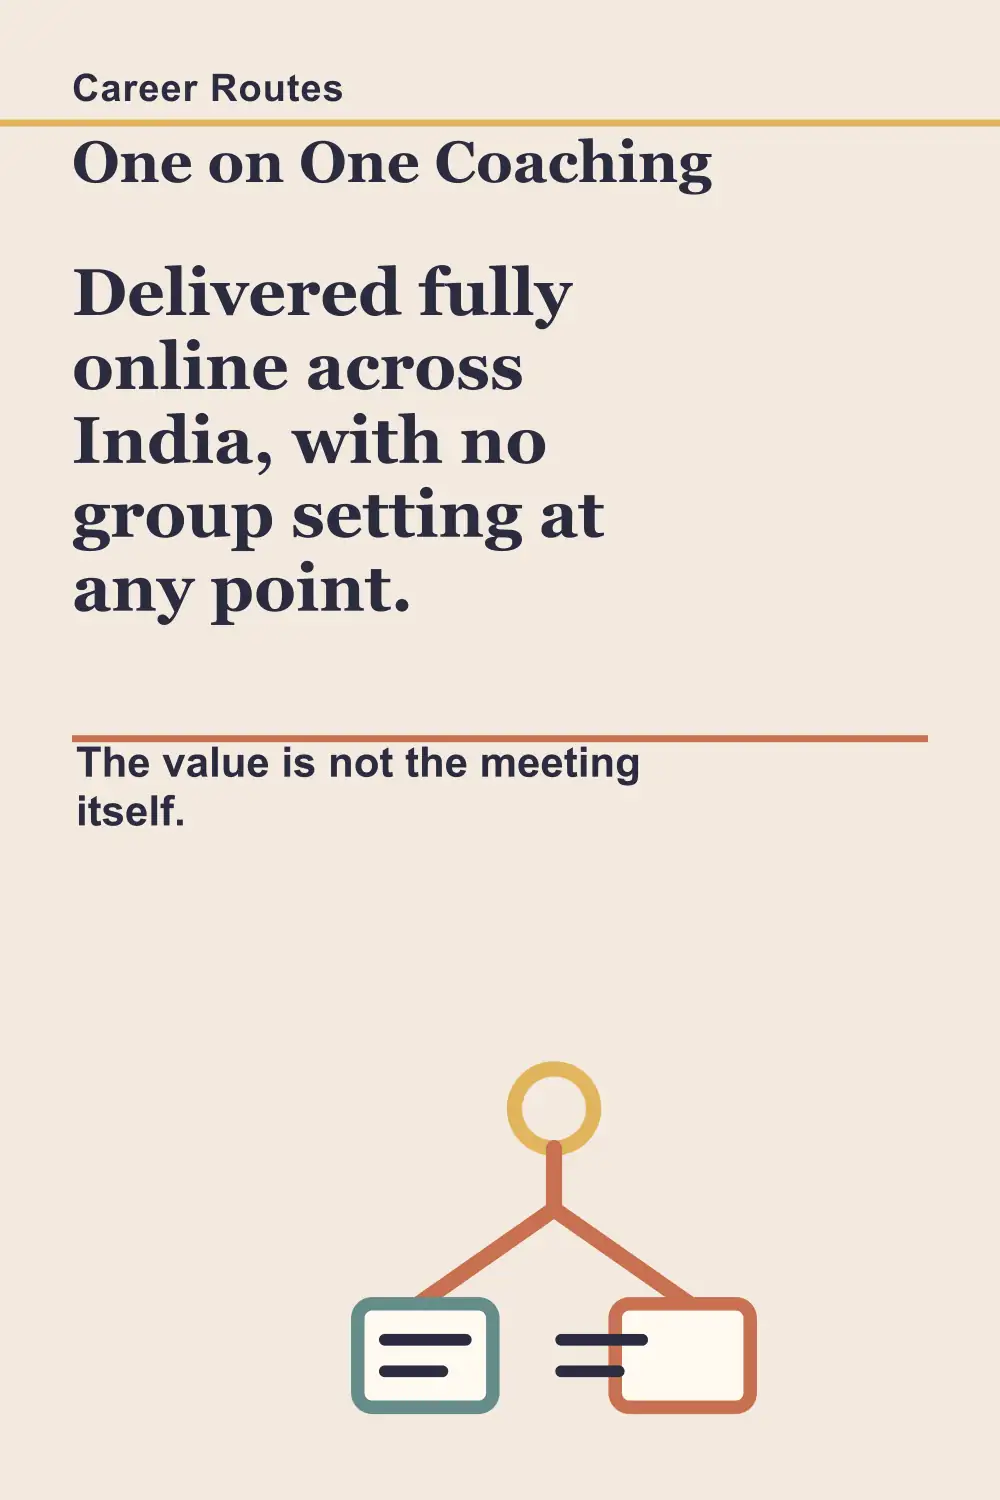 Career Routes
One on One Coaching
Delivered fully
online across
India, with no
group setting at
any point.
The value is not the meeting
itself.